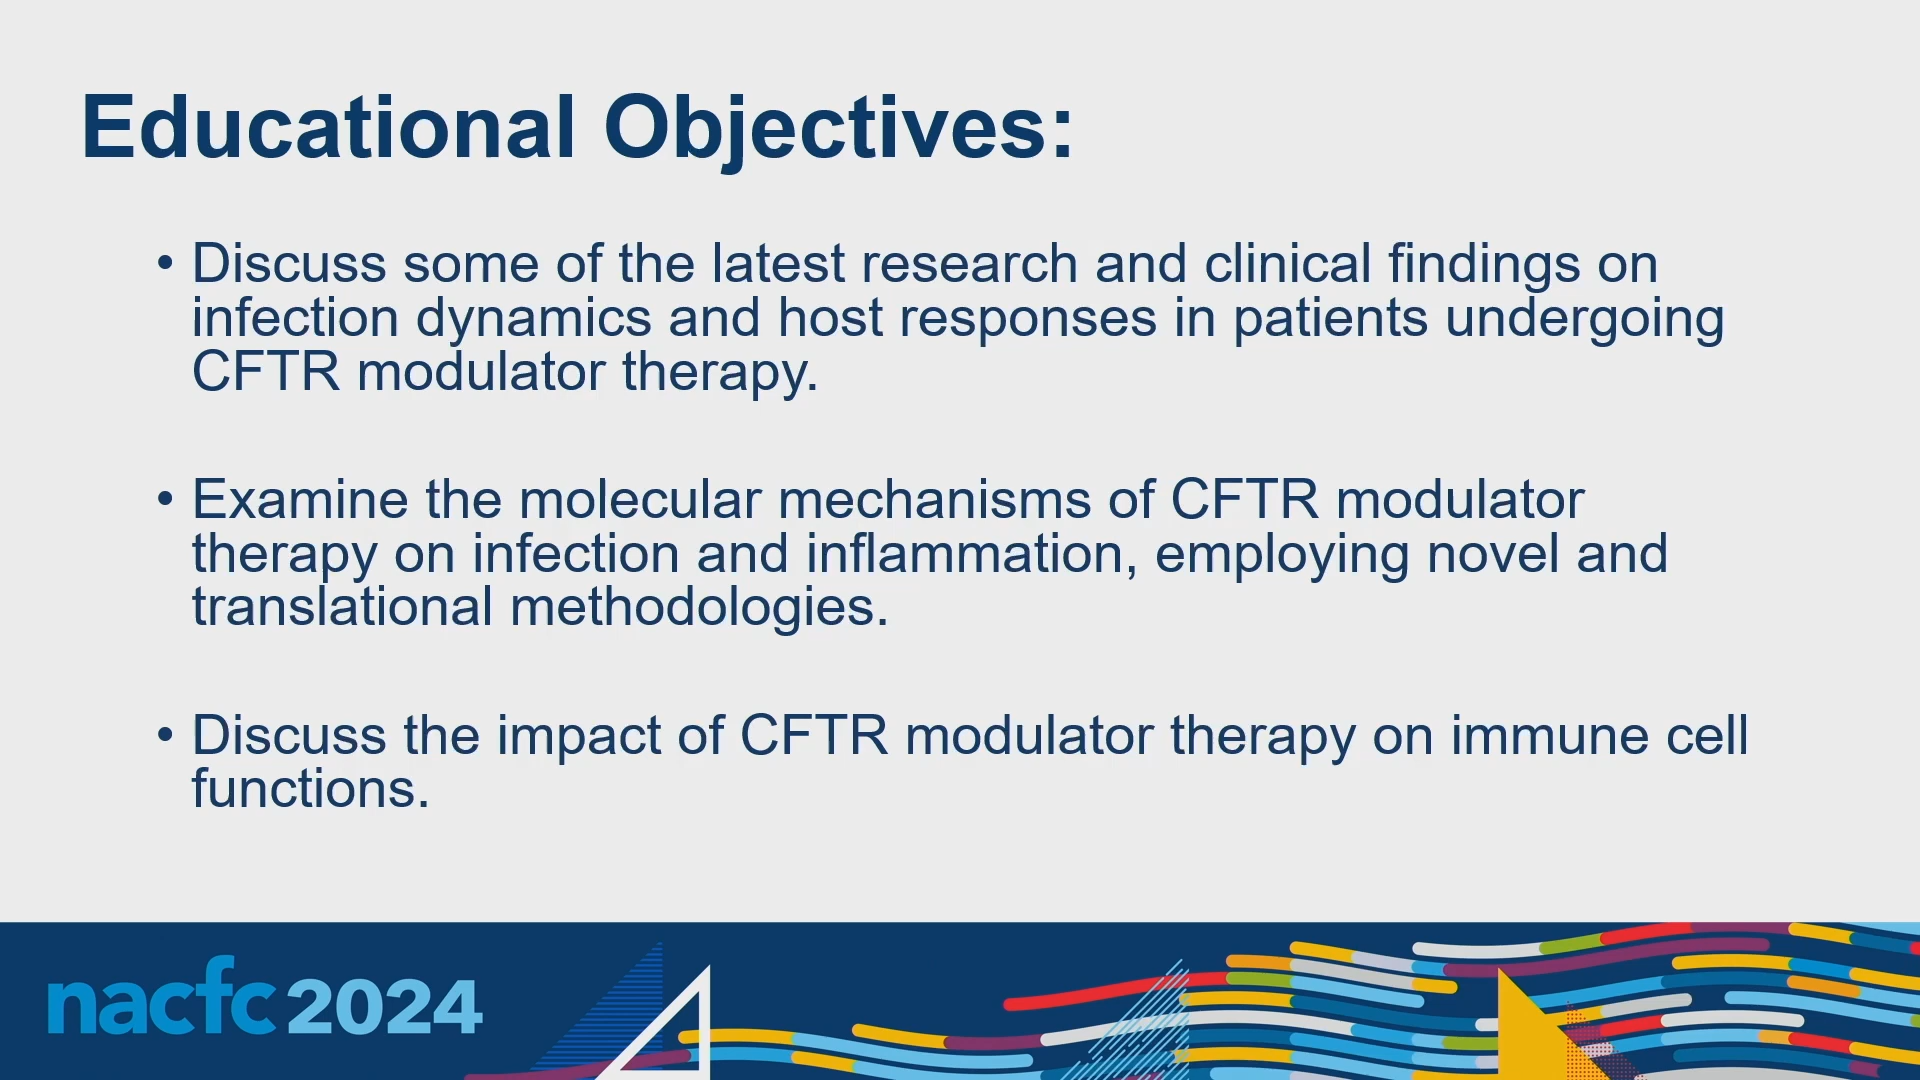 Educational Objectives:
• Discuss some of the latest research and clinical findings on
infection dynamics and host responses in patients undergoing
CFTR modulator therapy.
• Examine the molecular mechanisms of CFTR modulator
therapy on infection and inflammation, employing novel and
translational methodologies.
• Discuss the impact of CFTR modulator therapy on immune cell
functions.
nacfc 2024